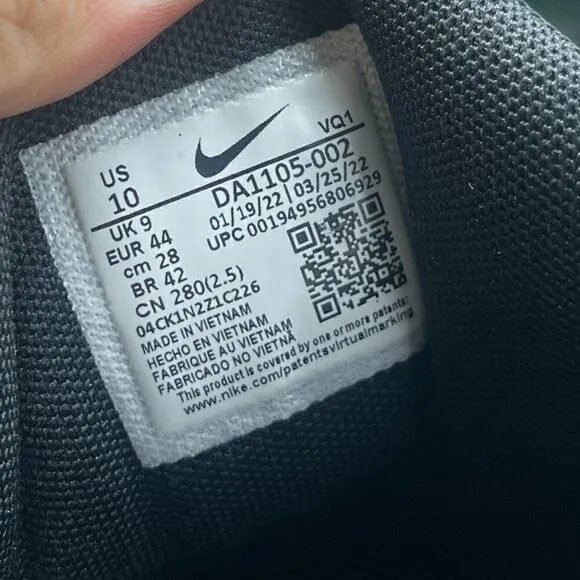 US
10
VQ1
DA1105-002
UK 9
01/19/22 | 03/25/22
EUR 44
UPC 00194956806929
cm 28
BR 42
CN 280(2.5)
04CK1N2Z1C226
MADE IN VIETNAM
HECHO EN VIETNAM
FABRIQUE AU VIETNAM
FABRICADO NO VIETNÃ
This product is covered by one or more patents:
www.nike.com/patentsvirtualmarking